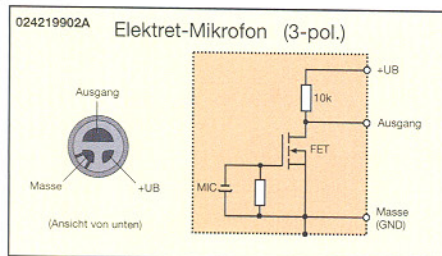 024219902A
Elektret-Mikrofon (3-pol.)
Ausgang
Masse
+UB
(Ansicht von unten)
+UB
10k
Ausgang
FET
MIC
Masse
(GND)